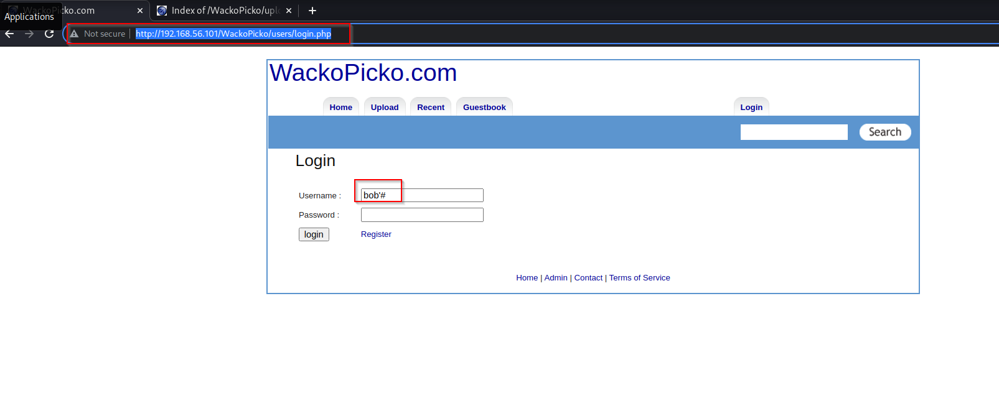 WackoPicko.com
Index of /WackoPicko/uplo
Applications
Not secure | http://192.168.56.101/WackoPicko/users/login.php
WackoPicko.com
Home Upload Recent Guestbook Login
Search
Login
Username : bob'#
Password :
login Register
Home | Admin | Contact | Terms of Service